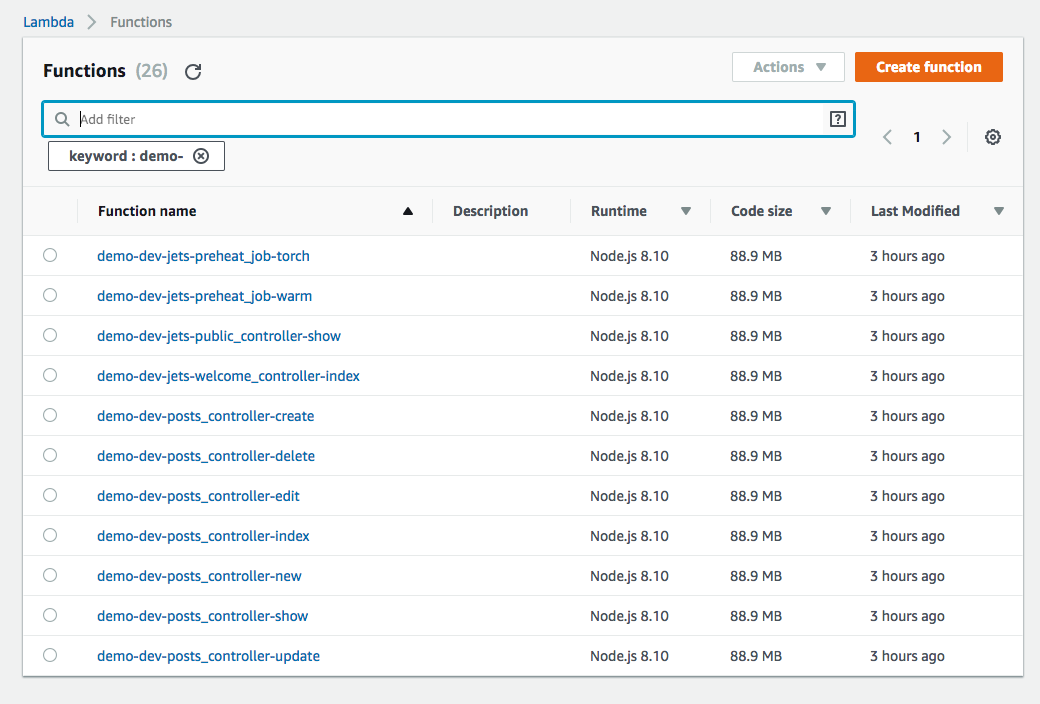 Lambda > Functions
Functions (26) Actions Create function
Add filter ?
1
keyword : demo-
Function name Description Runtime Code size Last Modified
demo-dev-jets-preheat_job-torch Node.js 8.10 88.9 MB 3 hours ago
demo-dev-jets-preheat_job-warm Node.js 8.10 88.9 MB 3 hours ago
demo-dev-jets-public_controller-show Node.js 8.10 88.9 MB 3 hours ago
demo-dev-jets-welcome_controller-index Node.js 8.10 88.9 MB 3 hours ago
demo-dev-posts_controller-create Node.js 8.10 88.9 MB 3 hours ago
demo-dev-posts_controller-delete Node.js 8.10 88.9 MB 3 hours ago
demo-dev-posts_controller-edit Node.js 8.10 88.9 MB 3 hours ago
demo-dev-posts_controller-index Node.js 8.10 88.9 MB 3 hours ago
demo-dev-posts_controller-new Node.js 8.10 88.9 MB 3 hours ago
demo-dev-posts_controller-show Node.js 8.10 88.9 MB 3 hours ago
demo-dev-posts_controller-update Node.js 8.10 88.9 MB 3 hours ago